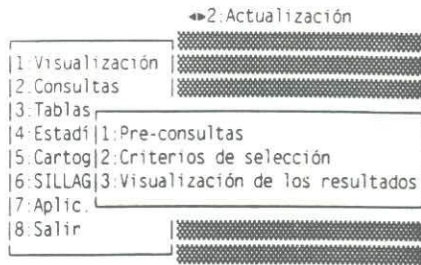 ◄►2:Actualización
1:Visualización
2:Consultas
3:Tablas
4:Estadí 1:Pre-consultas
5:Cartog 2:Criterios de selección
6:SILLAG 3:Visualización de los resultados
7:Aplic.
8:Salir